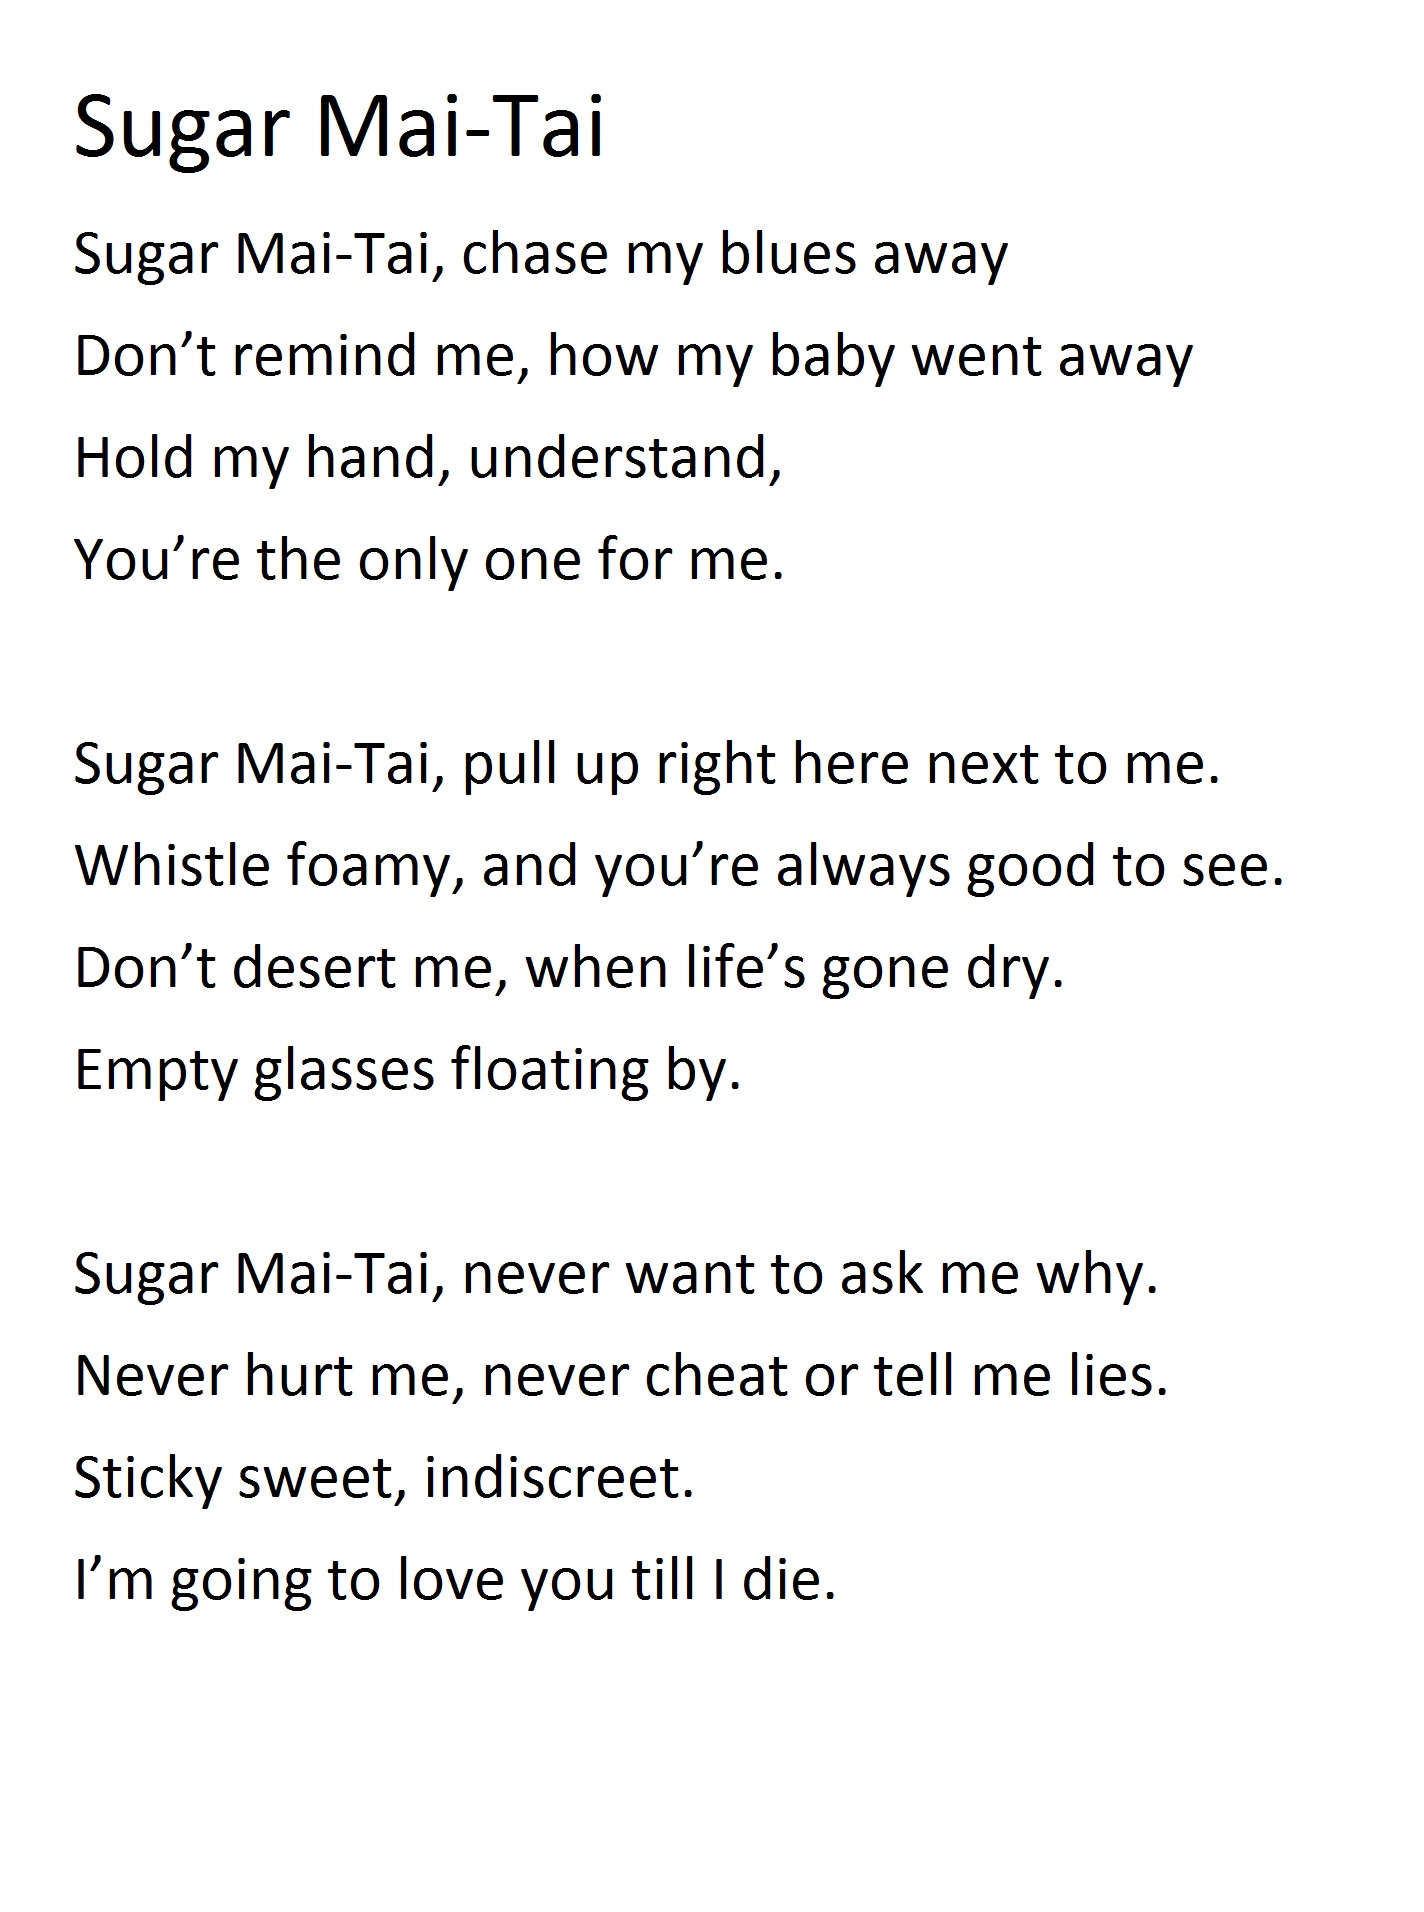 Sugar Mai-Tai
Sugar Mai-Tai, chase my blues away
Don’t remind me, how my baby went away
Hold my hand, understand,
You’re the only one for me.
Sugar Mai-Tai, pull up right here next to me.
Whistle foamy, and you’re always good to see.
Don’t desert me, when life’s gone dry.
Empty glasses floating by.
Sugar Mai-Tai, never want to ask me why.
Never hurt me, never cheat or tell me lies.
Sticky sweet, indiscreet.
I’m going to love you till I die.